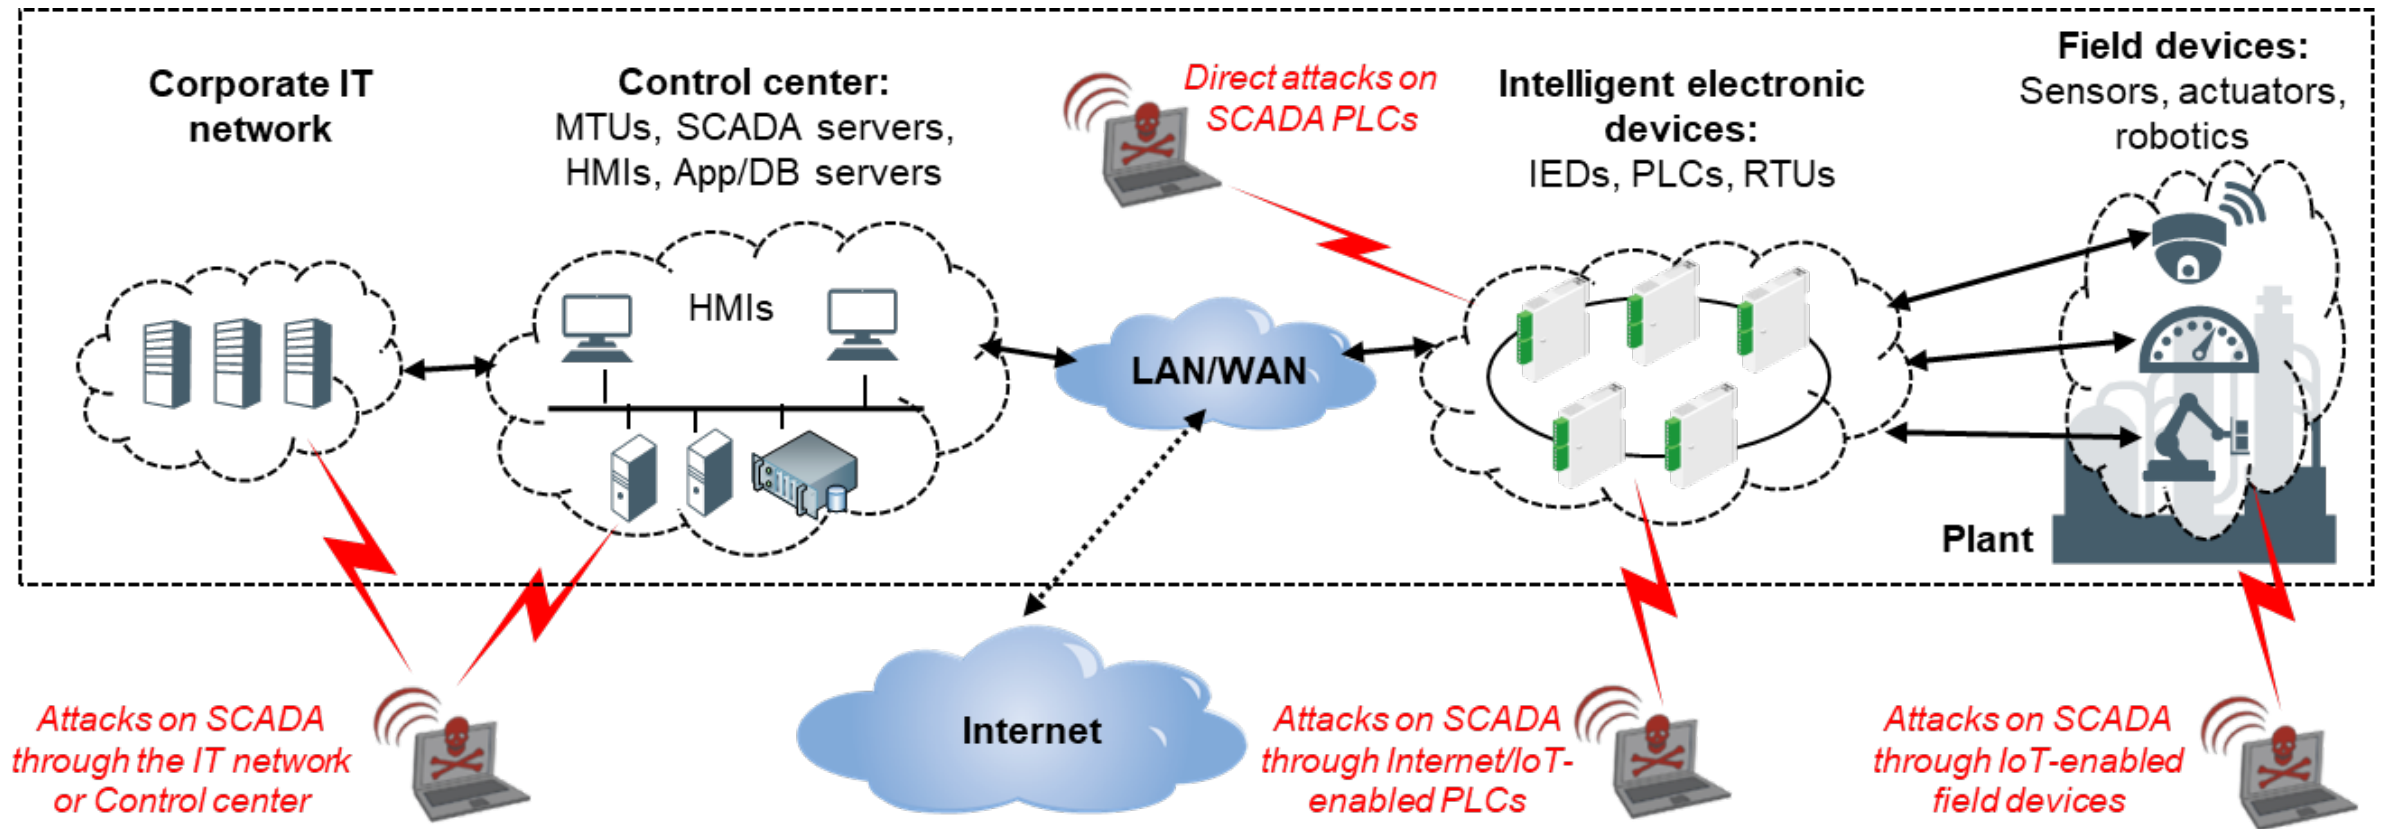 Corporate IT
network
Control center:
MTUs, SCADA servers,
HMIs, App/DB servers
Direct attacks on
SCADA PLCs
Intelligent electronic
devices:
IEDs, PLCs, RTUs
Field devices:
Sensors, actuators,
robotics
HMIs
LAN/WAN
Plant
Internet
Attacks on SCADA
through the IT network
or Control center
Attacks on SCADA
through Internet/IoT-
enabled PLCs
Attacks on SCADA
through IoT-enabled
field devices